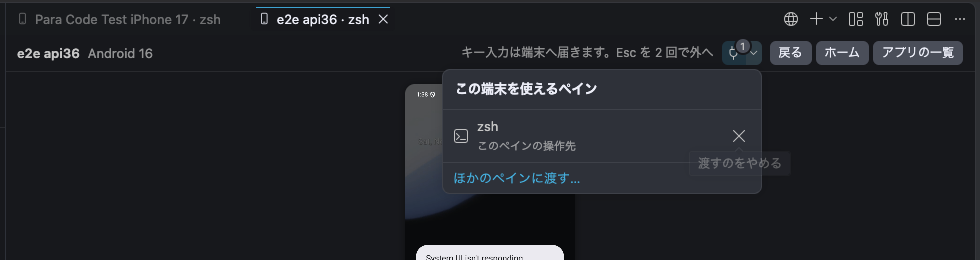 Para Code Test iPhone 17 · zsh
e2e api36 · zsh
e2e api36 Android 16
キー入力は端末へ届きます。Esc を 2 回で外へ
1
戻る
ホーム
アプリの一覧
1:38
この端末を使えるペイン
zsh
このペインの操作先
渡すのをやめる
ほかのペインに渡す...
System UI isn't responding